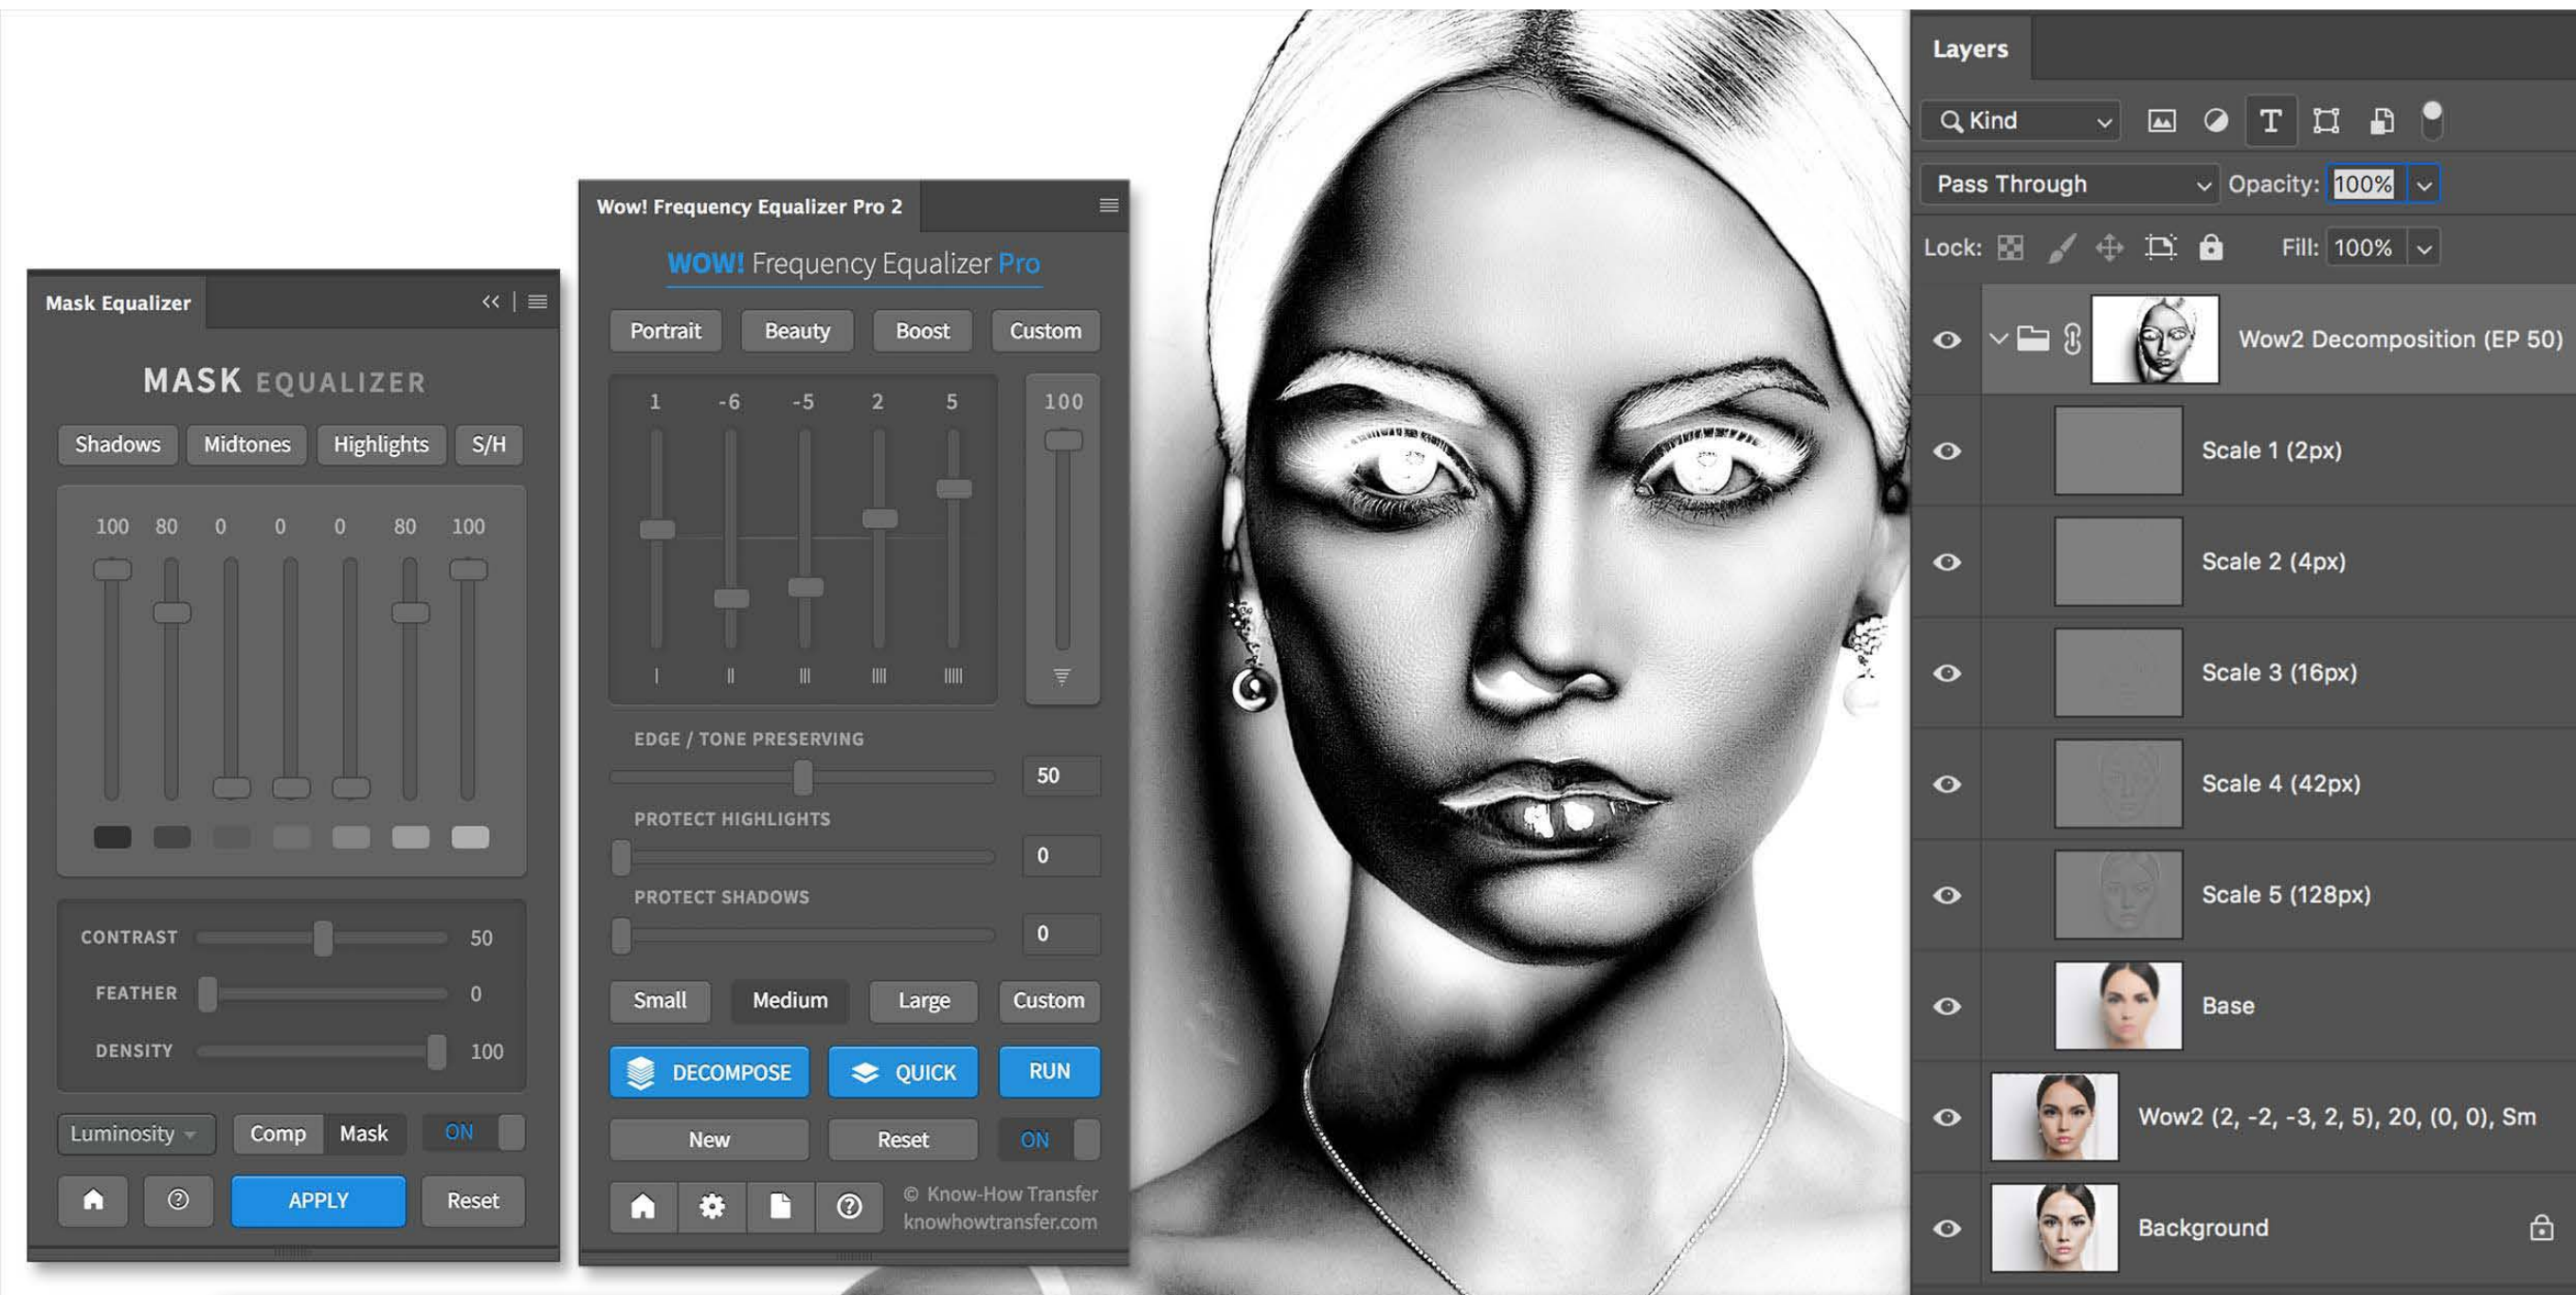 Mask Equalizer
MASK EQUALIZER
Shadows Midtones Highlights S/H
100 80 0 0 0 80 100
CONTRAST 50
FEATHER 0
DENSITY 100
Luminosity Comp Mask ON
APPLY Reset
Wow! Frequency Equalizer Pro 2
WOW! Frequency Equalizer Pro
Portrait Beauty Boost Custom
1 -6 -5 2 5 100
EDGE / TONE PRESERVING
50
PROTECT HIGHLIGHTS
0
PROTECT SHADOWS
0
Small Medium Large Custom
DECOMPOSE QUICK RUN
New Reset ON
© Know-How Transfer
knowhowtransfer.com
Layers
Kind
Pass Through Opacity: 100%
Lock: Fill: 100%
Wow2 Decomposition (EP 50)
Scale 1 (2px)
Scale 2 (4px)
Scale 3 (16px)
Scale 4 (42px)
Scale 5 (128px)
Base
Wow2 (2, -2, -3, 2, 5), 20, (0, 0), Sm
Background